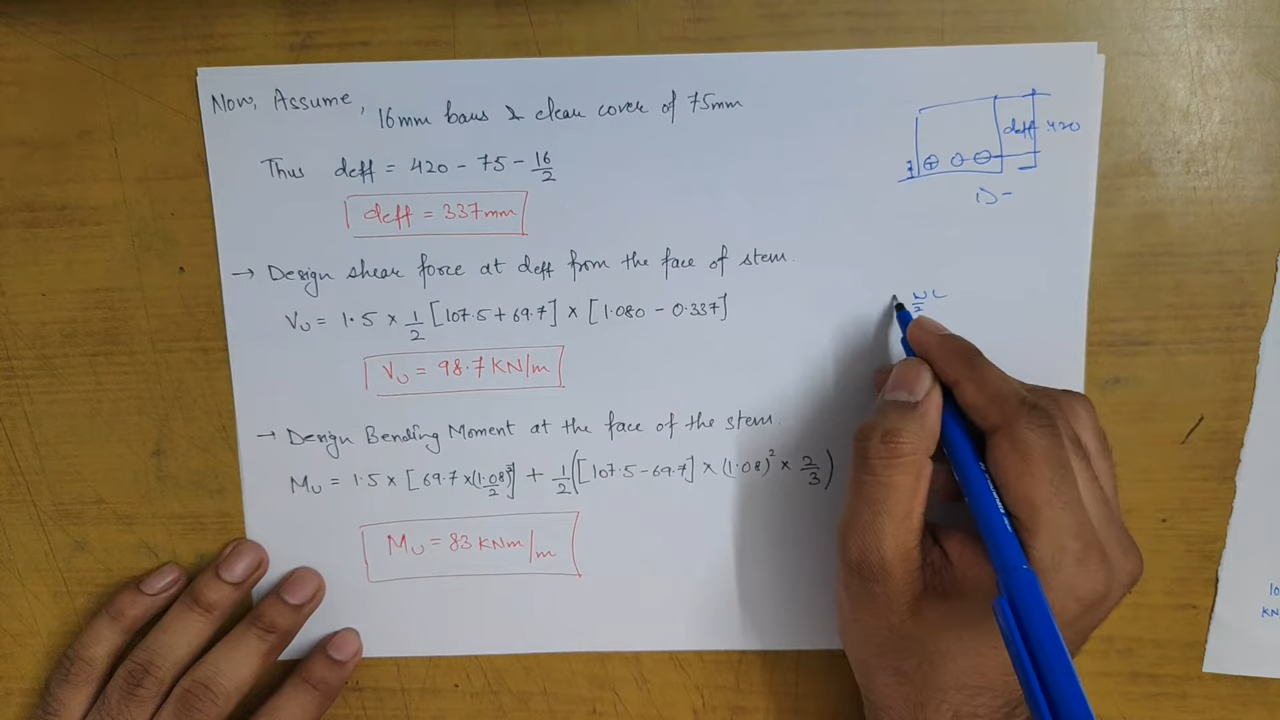 Now, Assume, 16mm bars & clear cover of 75mm
Thus deff = 420 - 75 - 16/2
deff = 337mm
→ Design shear force at deff from the face of stem.
Vu = 1.5 × 1/2 [107.5 + 69.7] × [1.080 - 0.337]
Vu = 98.7 KN/m
→ Design Bending Moment at the face of the stem.
Mu = 1.5 × [69.7 × (1.08)²/2] + 1/2 ([107.5 - 69.7] × (1.08)² × 2/3)
Mu = 83 KNm/m
deff 420
D -
10
KN